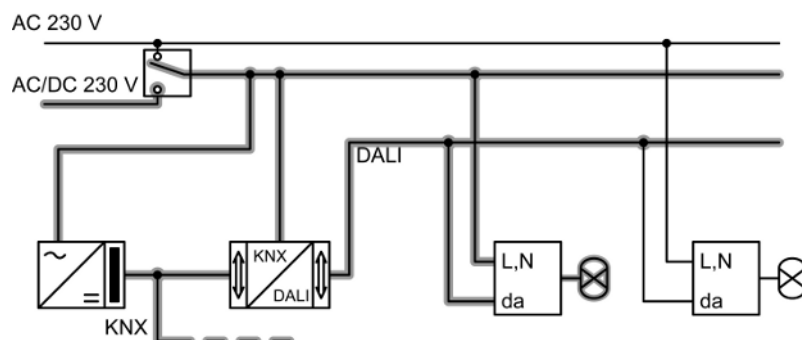 AC 230 V
AC/DC 230 V
DALI
KNX
DALI
L,N
da
L,N
da
KNX